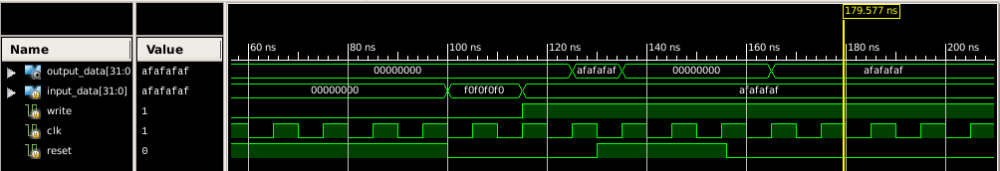 179.577 ns
Name Value
60 ns 80 ns 100 ns 120 ns 140 ns 160 ns 180 ns 200 ns
output_data[31:0 afafafaf 00000000 afafafaf 00000000 afafafaf
input_data[31:0] afafafaf 00000000 f0f0f0f0 afafafaf
write 1
clk 1
reset 0